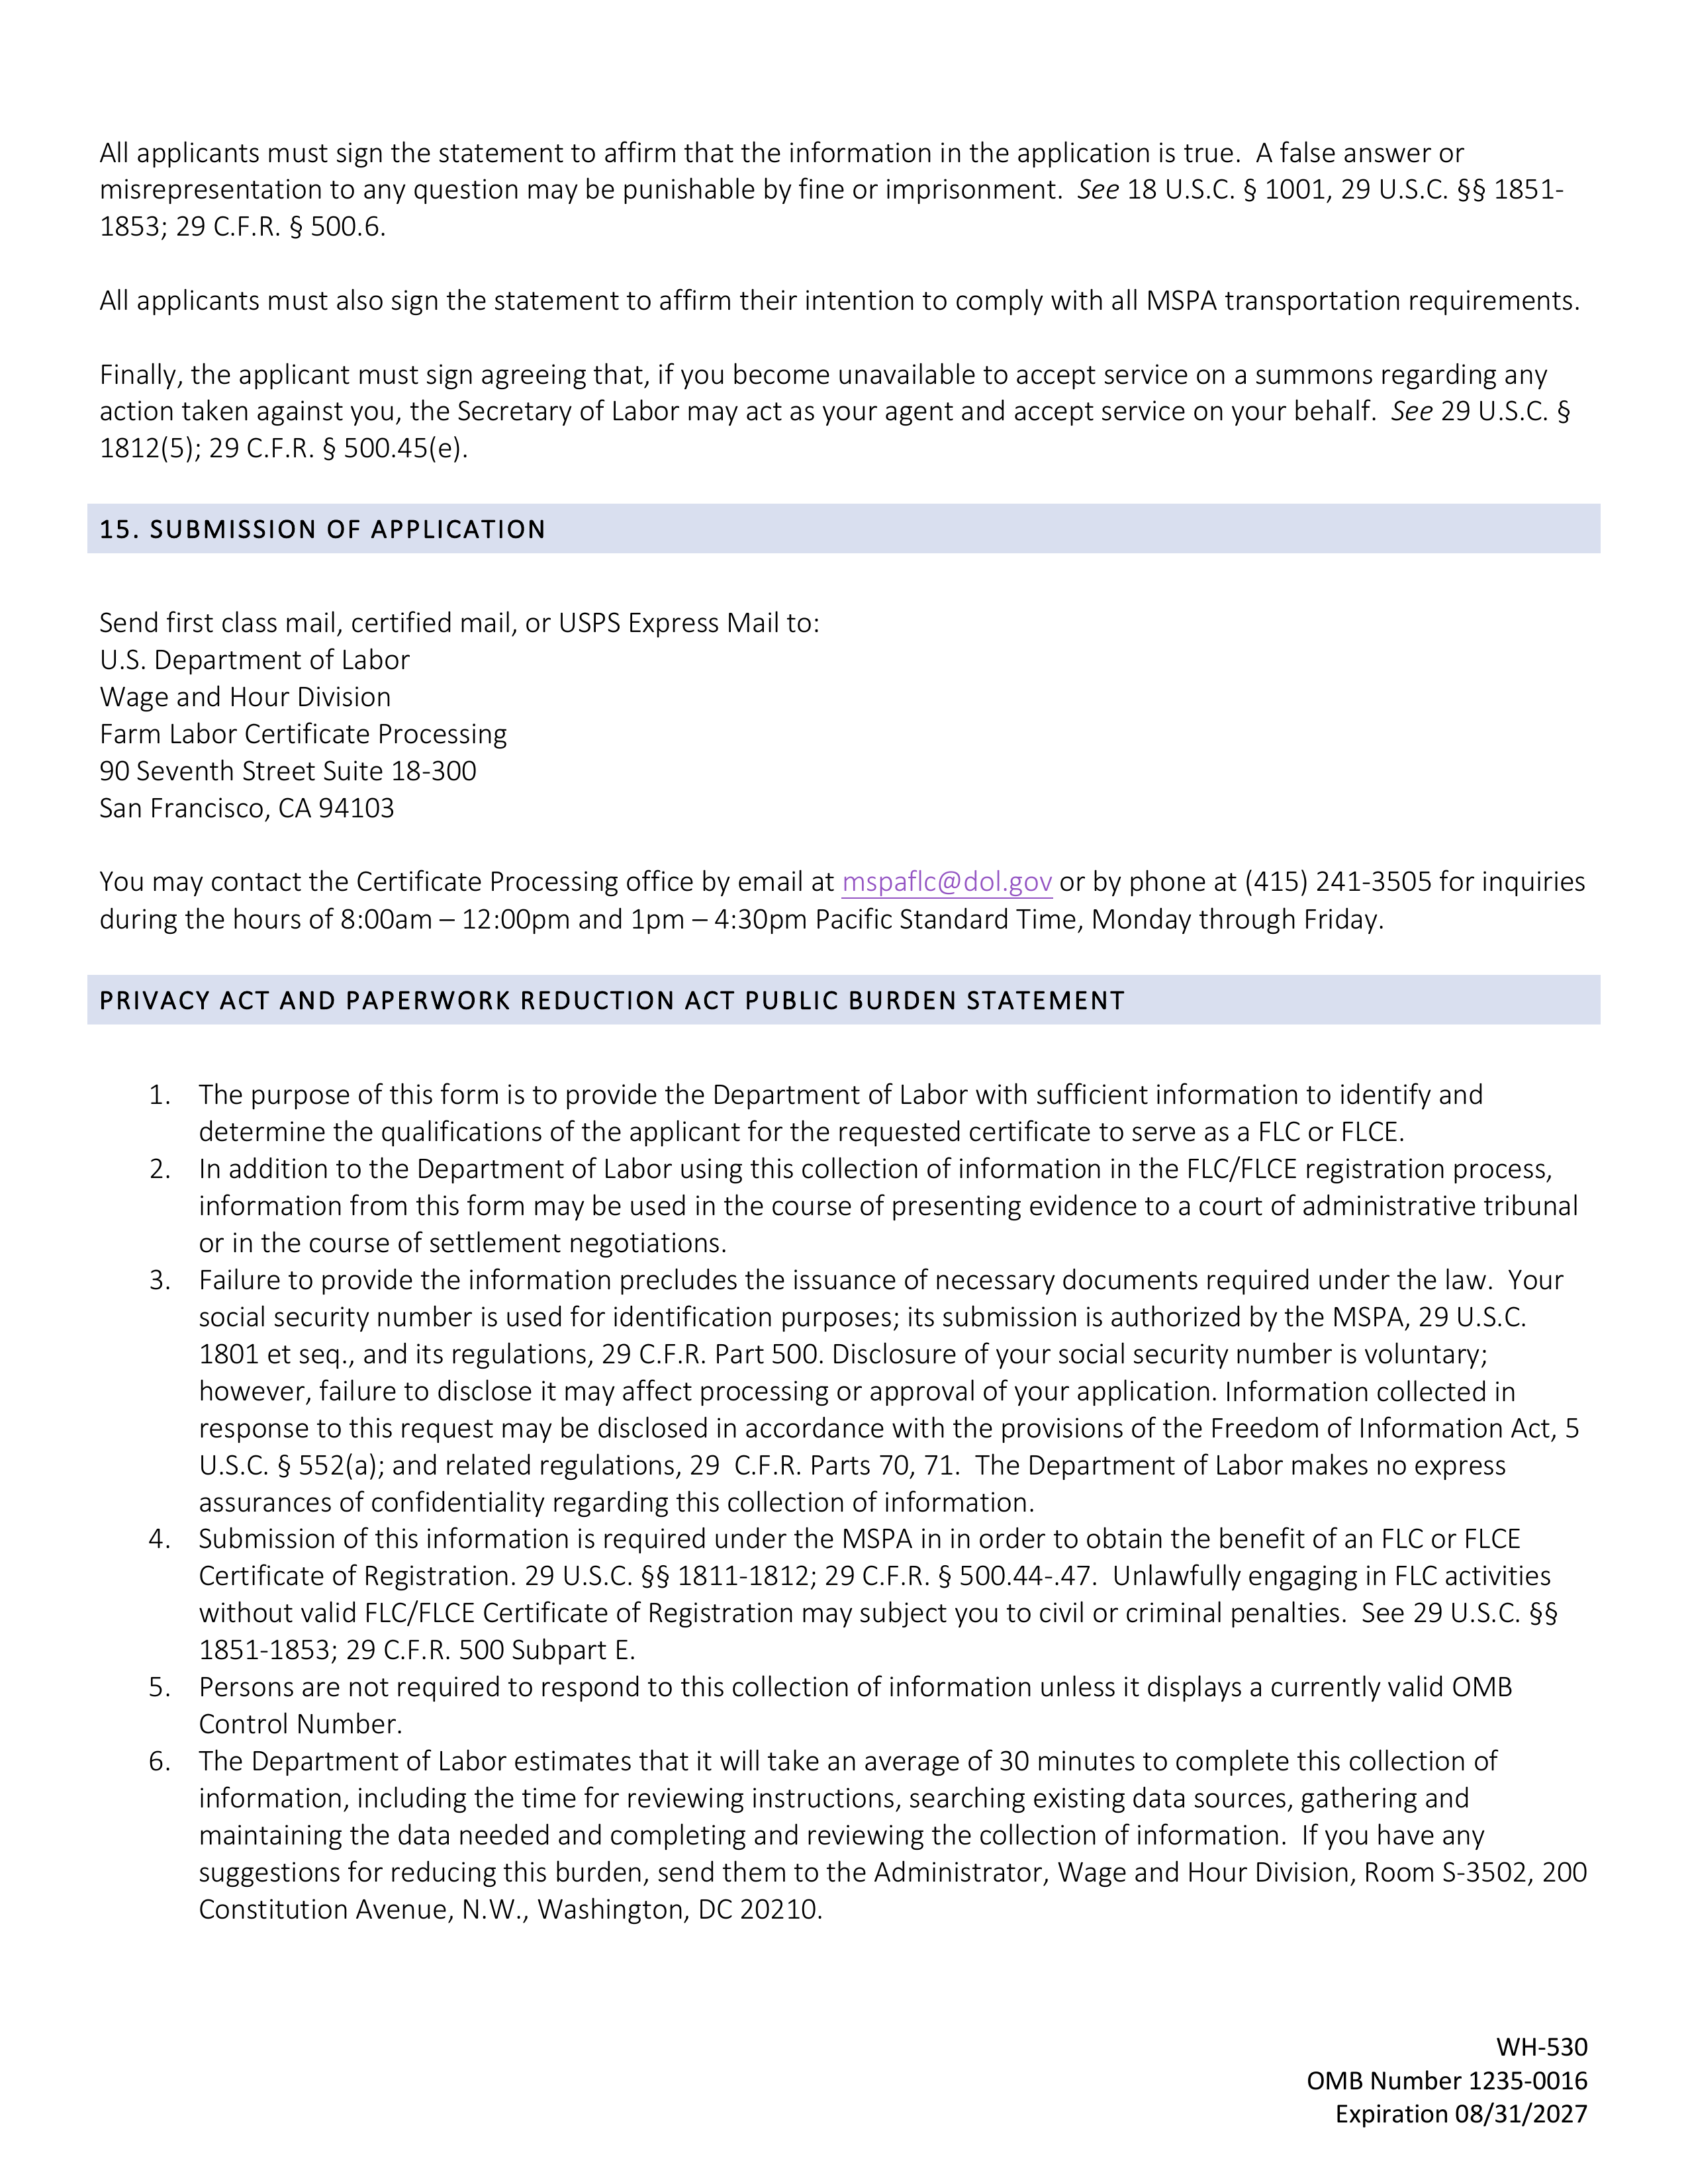 All applicants must sign the statement to affirm that the information in the application is true.  A false answer or
misrepresentation to any question may be punishable by fine or imprisonment.  See 18 U.S.C. § 1001, 29 U.S.C. §§ 1851-
1853; 29 C.F.R. § 500.6.
All applicants must also sign the statement to affirm their intention to comply with all MSPA transportation requirements.
Finally, the applicant must sign agreeing that, if you become unavailable to accept service on a summons regarding any
action taken against you, the Secretary of Labor may act as your agent and accept service on your behalf.  See 29 U.S.C. §
1812(5); 29 C.F.R. § 500.45(e).
15. SUBMISSION OF APPLICATION
Send first class mail, certified mail, or USPS Express Mail to:
U.S. Department of Labor
Wage and Hour Division
Farm Labor Certificate Processing
90 Seventh Street Suite 18-300
San Francisco, CA 94103
You may contact the Certificate Processing office by email at mspaflc@dol.gov or by phone at (415) 241-3505 for inquiries
during the hours of 8:00am – 12:00pm and 1pm – 4:30pm Pacific Standard Time, Monday through Friday.
PRIVACY ACT AND PAPERWORK REDUCTION ACT PUBLIC BURDEN STATEMENT
1. The purpose of this form is to provide the Department of Labor with sufficient information to identify and
determine the qualifications of the applicant for the requested certificate to serve as a FLC or FLCE.
2. In addition to the Department of Labor using this collection of information in the FLC/FLCE registration process,
information from this form may be used in the course of presenting evidence to a court of administrative tribunal
or in the course of settlement negotiations.
3. Failure to provide the information precludes the issuance of necessary documents required under the law.  Your
social security number is used for identification purposes; its submission is authorized by the MSPA, 29 U.S.C.
1801 et seq., and its regulations, 29 C.F.R. Part 500. Disclosure of your social security number is voluntary;
however, failure to disclose it may affect processing or approval of your application. Information collected in
response to this request may be disclosed in accordance with the provisions of the Freedom of Information Act, 5
U.S.C. § 552(a); and related regulations, 29  C.F.R. Parts 70, 71.  The Department of Labor makes no express
assurances of confidentiality regarding this collection of information.
4. Submission of this information is required under the MSPA in in order to obtain the benefit of an FLC or FLCE
Certificate of Registration. 29 U.S.C. §§ 1811-1812; 29 C.F.R. § 500.44-.47.  Unlawfully engaging in FLC activities
without valid FLC/FLCE Certificate of Registration may subject you to civil or criminal penalties.  See 29 U.S.C. §§
1851-1853; 29 C.F.R. 500 Subpart E.
5. Persons are not required to respond to this collection of information unless it displays a currently valid OMB
Control Number.
6. The Department of Labor estimates that it will take an average of 30 minutes to complete this collection of
information, including the time for reviewing instructions, searching existing data sources, gathering and
maintaining the data needed and completing and reviewing the collection of information.  If you have any
suggestions for reducing this burden, send them to the Administrator, Wage and Hour Division, Room S-3502, 200
Constitution Avenue, N.W., Washington, DC 20210.
WH-530
OMB Number 1235-0016
Expiration 08/31/2027